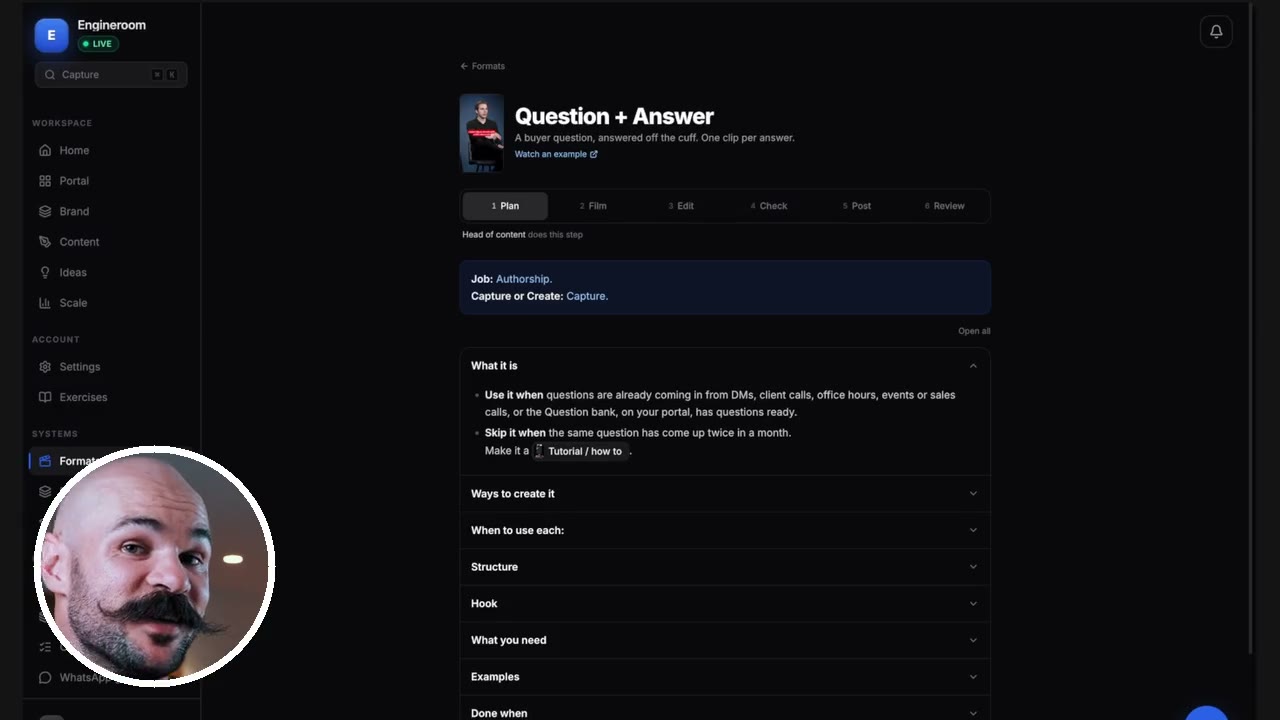 E
Engineroom
LIVE
Capture
⌘ K
WORKSPACE
Home
Portal
Brand
Content
Ideas
Scale
ACCOUNT
Settings
Exercises
SYSTEMS
Formats
WhatsApp
← Formats
Question + Answer
A buyer question, answered off the cuff. One clip per answer.
Watch an example
1 Plan
2 Film
3 Edit
4 Check
5 Post
6 Review
Head of content does this step
Job: Authorship.
Capture or Create: Capture.
Open all
What it is
• Use it when questions are already coming in from DMs, client calls, office hours, events or sales
calls, or the Question bank, on your portal, has questions ready.
• Skip it when the same question has come up twice in a month.
Make it a Tutorial / how to .
Ways to create it
When to use each:
Structure
Hook
What you need
Examples
Done when